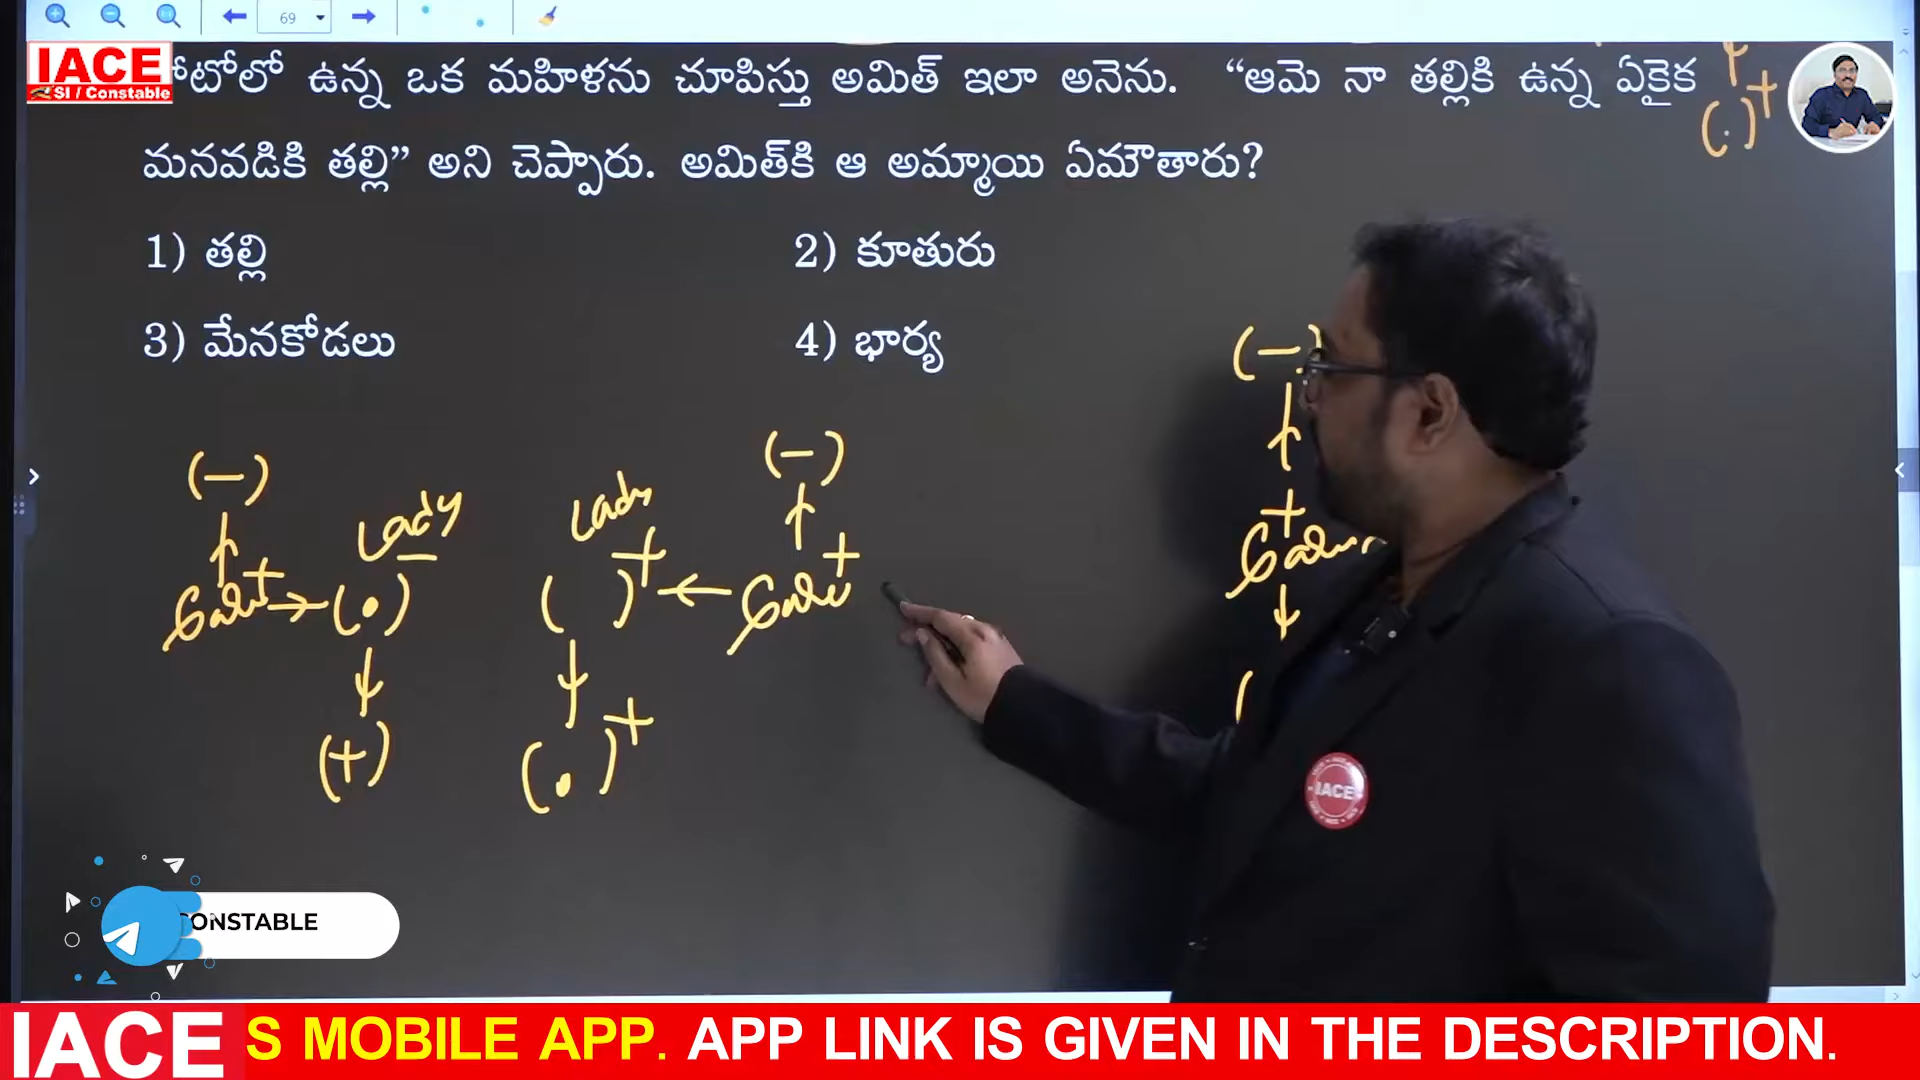 69
IACE
SI / Constable
ోటోలో ఉన్న ఒక మహిళను చూపిస్తు అమిత్ ఇలా అనెను. “ఆమె నా తల్లికి ఉన్న ఏకైక
మనవడికి తల్లి” అని చెప్పారు. అమిత్‌కి ఆ అమ్మాయి ఏమౌతారు?
1) తల్లి
2) కూతురు
3) మేనకోడలు
4) భార్య
(−)
(−)
(−)
Lady
Lady
(+)
CONSTABLE
IACE
IACE
S MOBILE APP. APP LINK IS GIVEN IN THE DESCRIPTION.